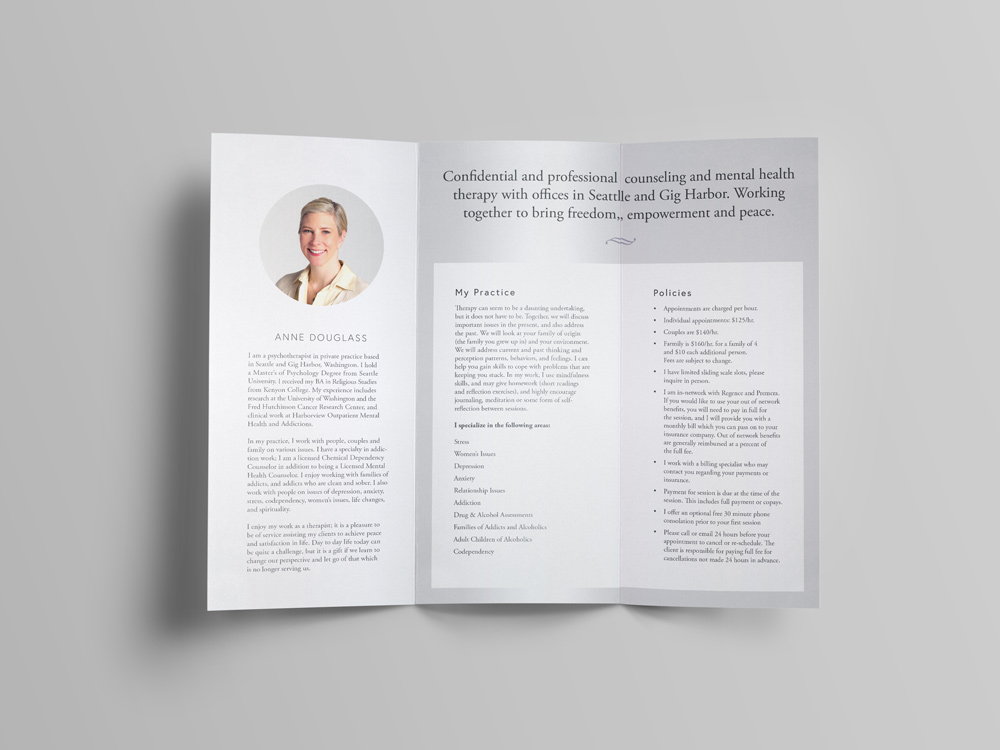 ANNE DOUGLASS
I am a psychotherapist in private practice based
in Seattle and Gig Harbor, Washington. I hold
a Master's of Psychology Degree from Seattle
University. I received my BA in Religious Studies
from Kenyon College. My experience includes
research at the University of Washington and the
Fred Hutchinson Cancer Research Center, and
clinical work at Harborview Outpatient Mental
Health and Addictions.
In my practice, I work with people, couples and
family on various issues. I have a specialty in addic-
tion work; I am a licensed Chemical Dependency
Counselor in addition to being a Licensed Mental
Health Counselor. I enjoy working with families of
addicts, and addicts who are clean and sober. I also
work with people on issues of depression, anxiety,
stress, codependency, women's issues, life changes,
and spirituality.
I enjoy my work as a therapist; it is a pleasure to
be of service assisting my clients to achieve peace
and satisfaction in life. Day to day life today can
be quite a challenge, but it is a gift if we learn to
change our perspective and let go of that which
is no longer serving us.
Confidential and professional counseling and mental health
therapy with offices in Seattlle and Gig Harbor. Working
together to bring freedom,, empowerment and peace.
My Practice
Therapy can seem to be a daunting undertaking,
but it does not have to be. Together, we will discuss
important issues in the present, and also address
the past. We will look at your family of origin
(the family you grew up in) and your environment.
We will address current and past thinking and
perception patterns, behaviors, and feelings. I can
help you gain skills to cope with problems that are
keeping you stuck. In my work, I use mindfulness
skills, and may give homework (short readings
and reflection exercises); and highly encourage
journaling, meditation or some form of self-
reflection between sessions.
I specialize in the following areas:
Stress
Women's Issues
Depression
Anxiety
Relationship Issues
Addiction
Drug & Alcohol Assessments
Families of Addicts and Alcoholics
Adult Children of Alcoholics
Codependency
Policies
• Appointments are charged per hour.
• Individual appointments: $125/hr.
• Couples are $140/hr.
• Family is $160/hr. for a family of 4
and $10 each additional person.
Fees are subject to change.
• I have limited sliding scale slots, please
inquire in person.
• I am in-network with Regence and Premera.
If you would like to use your out of network
benefits, you will need to pay in full for
the session, and I will provide you with a
monthly bill which you can pass on to your
insurance company. Out of network benefits
are generally reimbursed at a percent of
the full fee.
• I work with a billing specialist who may
contact you regarding your payments or
insurance.
• Payment for session is due at the time of the
session. This includes full payment or copays.
• I offer an optional free 30 minute phone
consulation prior to your first session
• Please call or email 24 hours before your
appointment to cancel or re-schedule. The
client is responsible for paying full fee for
cancellations not made 24 hours in advance.